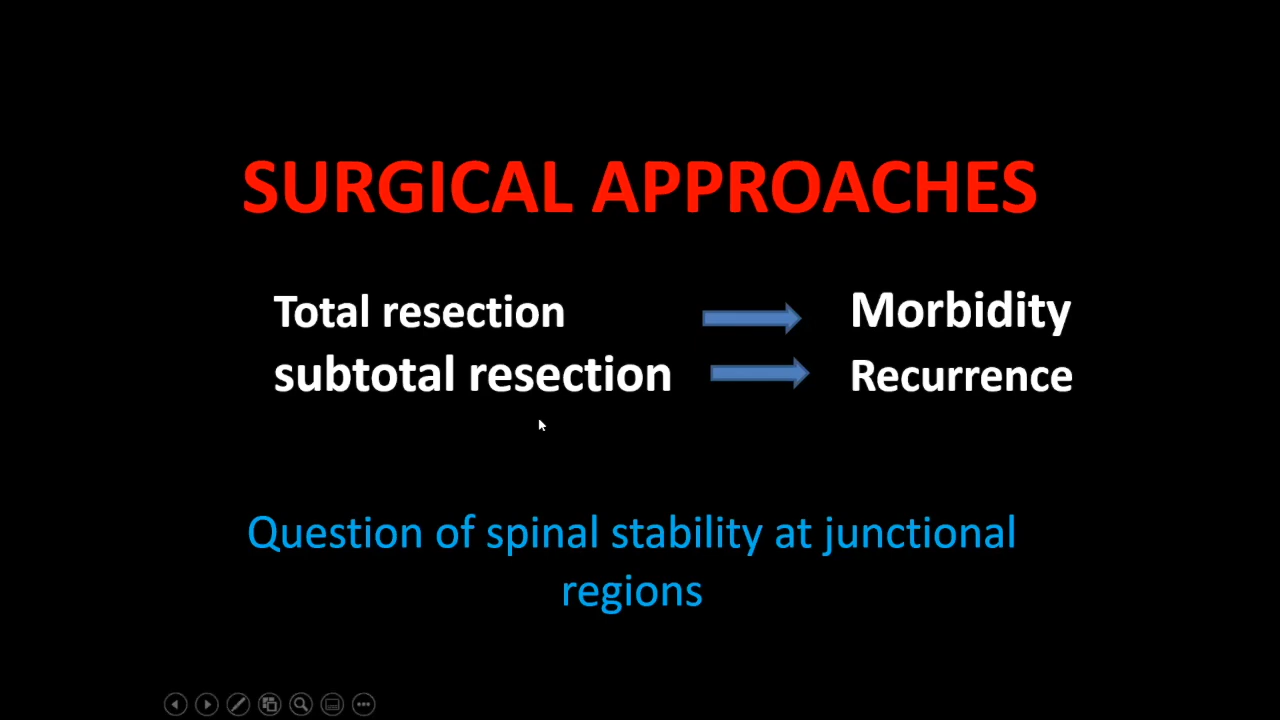 SURGICAL APPROACHES
Total resection Morbidity
subtotal resection Recurrence
Question of spinal stability at junctional
regions